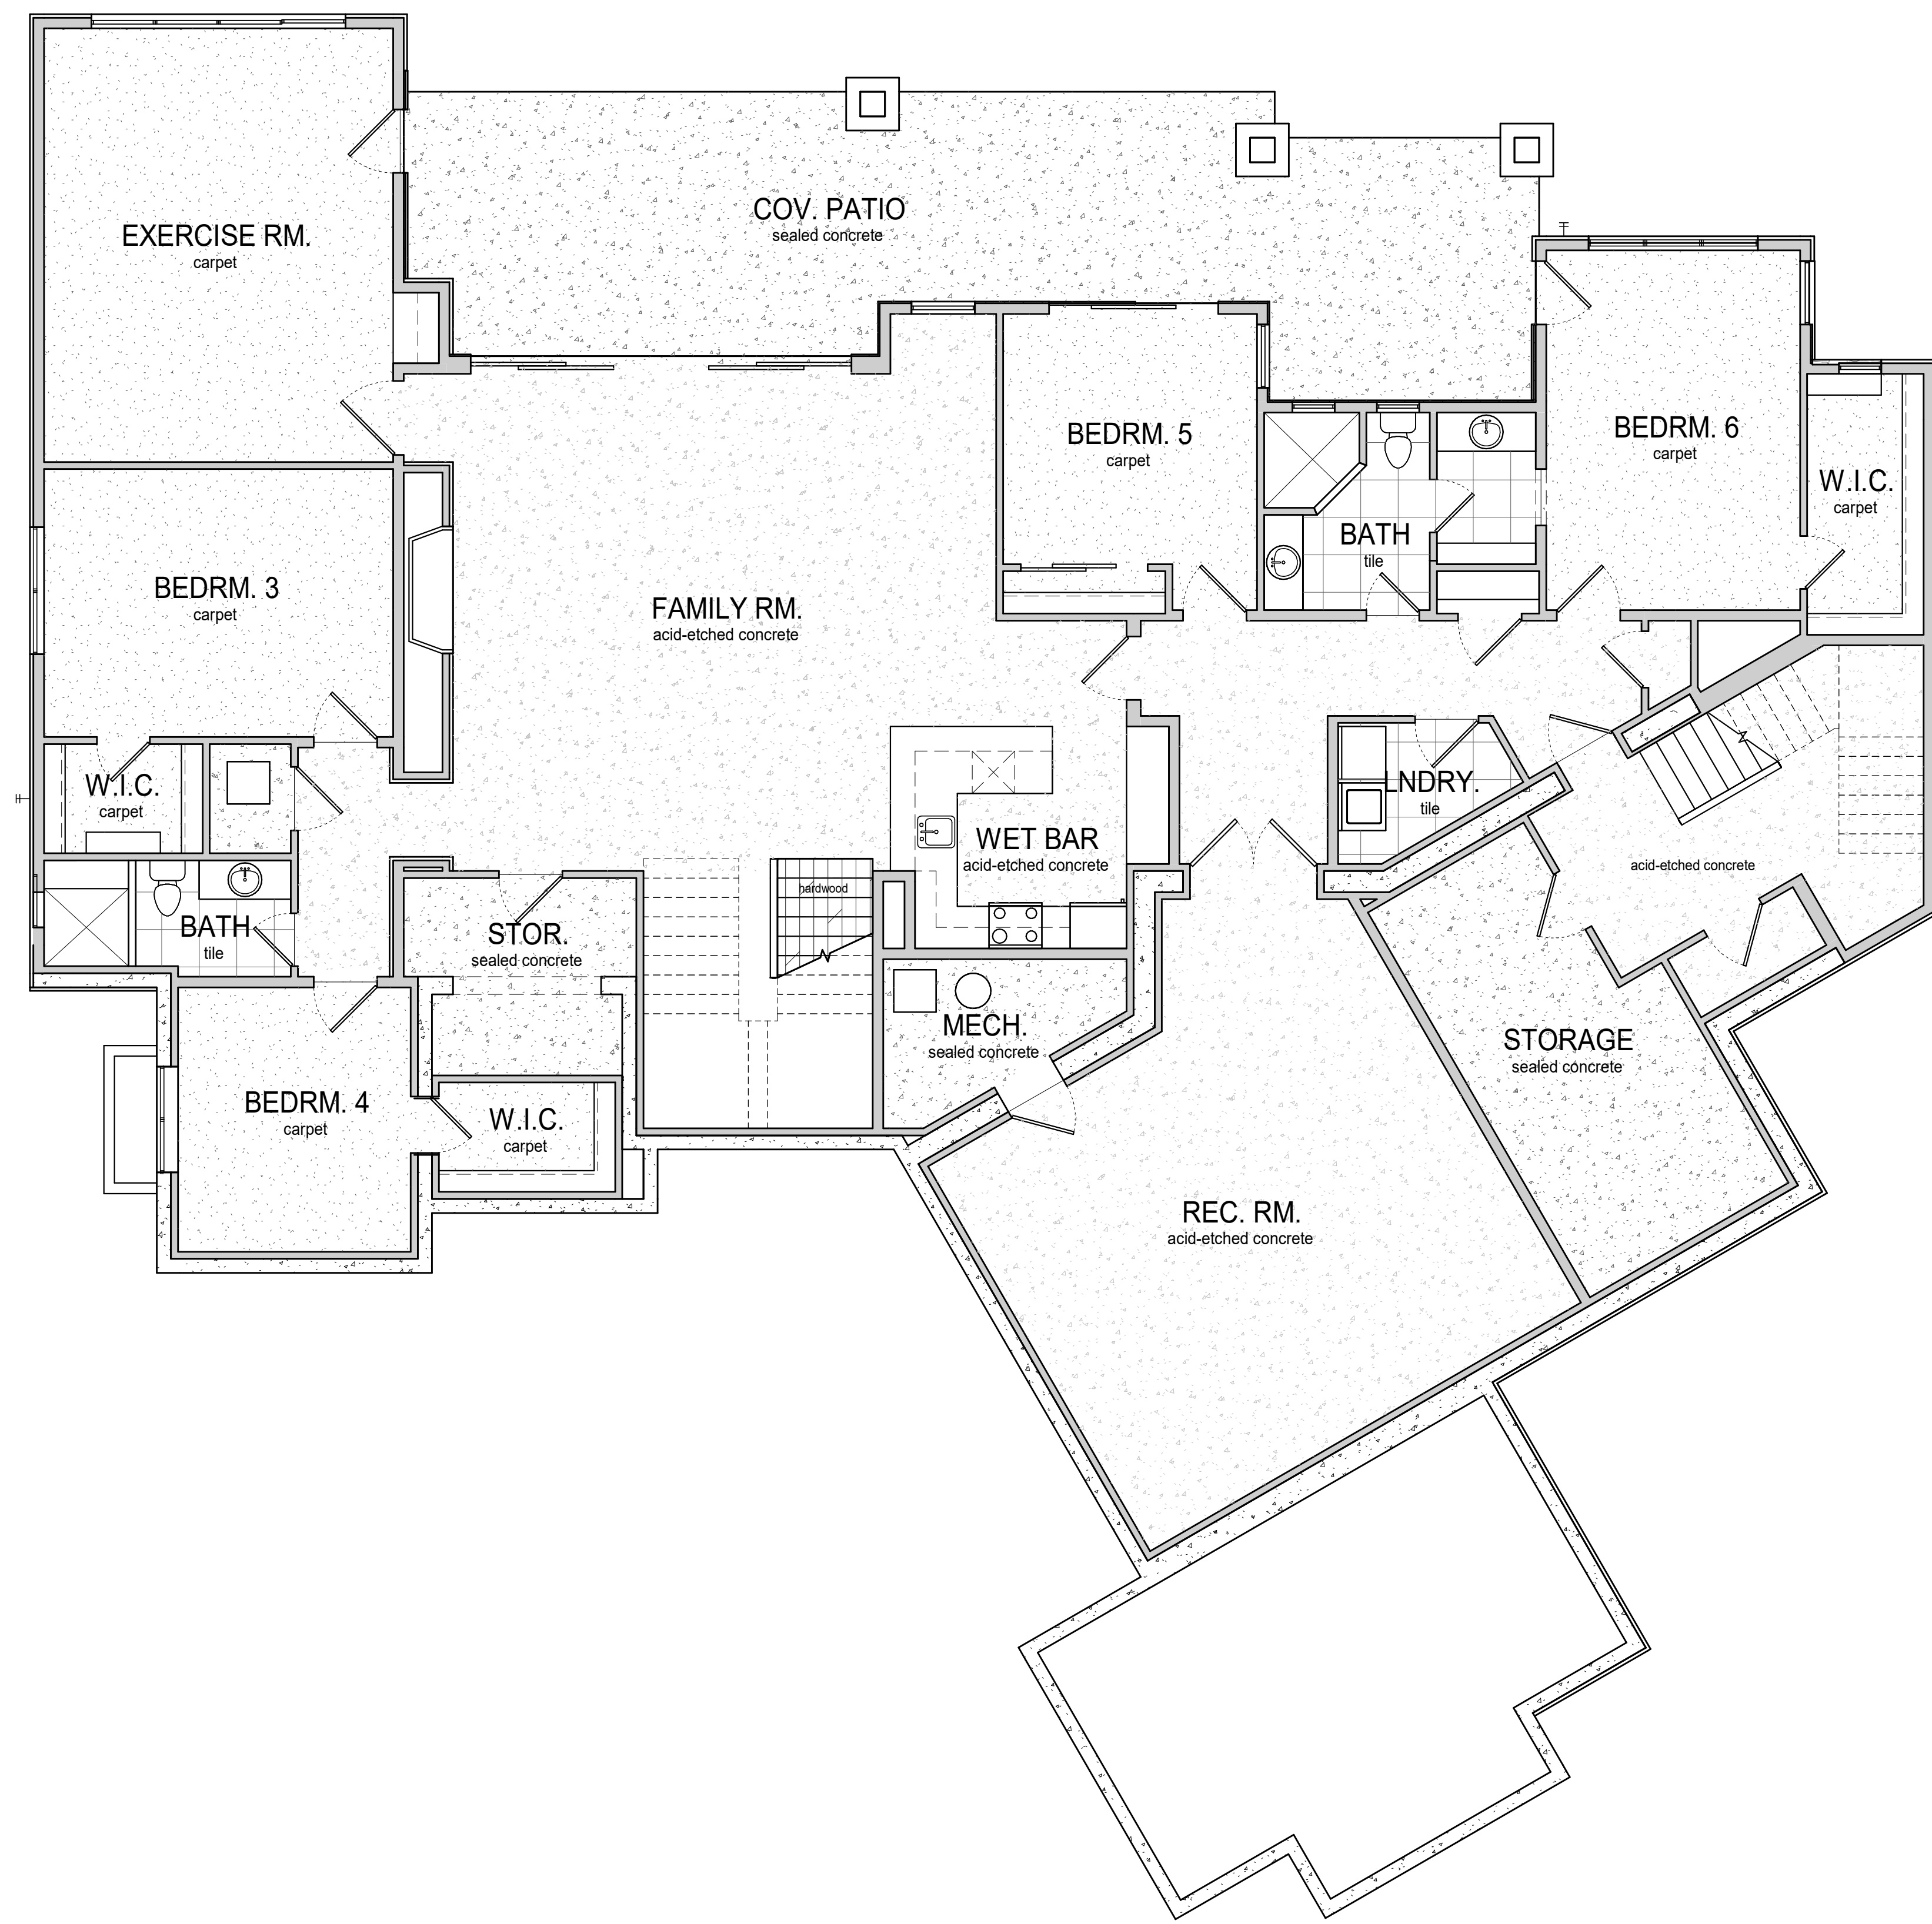 COV. PATIO
sealed concrete
EXERCISE RM.
carpet
BEDRM. 5
carpet
BEDRM. 6
carpet
W.I.C.
carpet
BATH
tile
BEDRM. 3
carpet
FAMILY RM.
acid-etched concrete
W.I.C.
carpet
LNDRY.
tile
WET BAR
acid-etched concrete
acid-etched concrete
hardwood
BATH
tile
STOR.
sealed concrete
MECH.
sealed concrete
STORAGE
sealed concrete
BEDRM. 4
carpet
W.I.C.
carpet
REC. RM.
acid-etched concrete